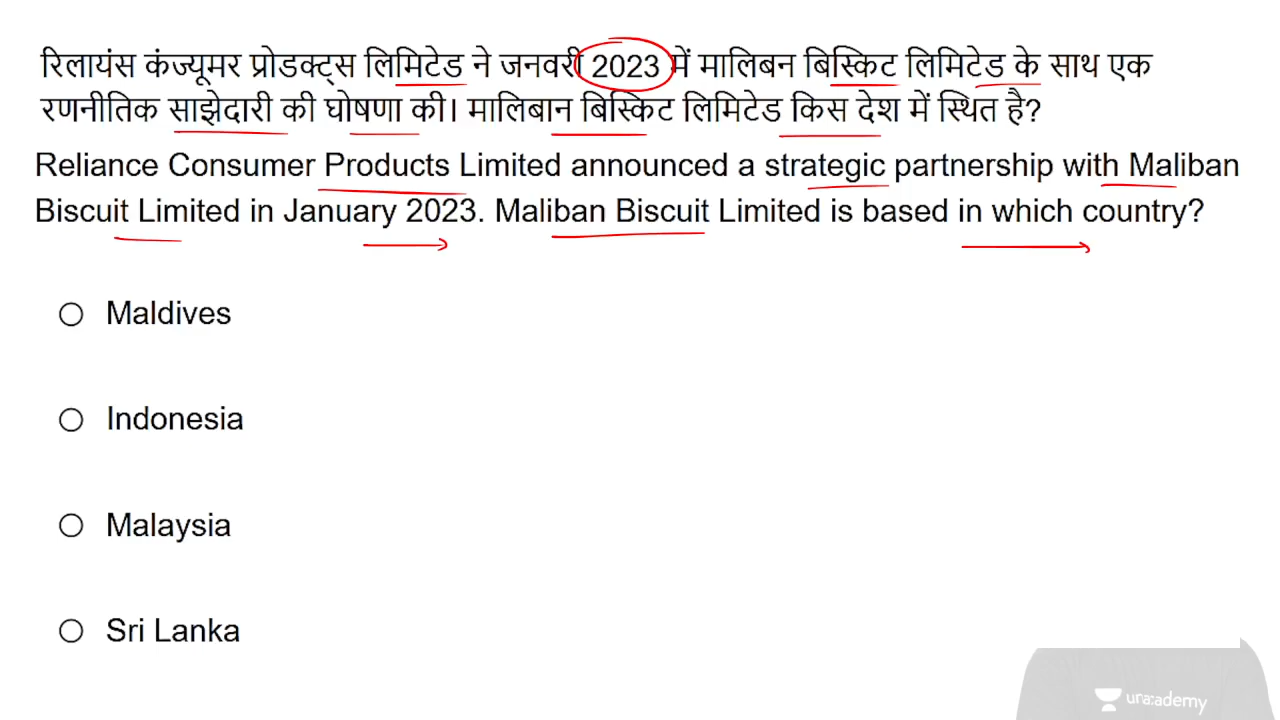 रिलायंस कंज्यूमर प्रोडक्ट्स लिमिटेड ने जनवरी 2023 में मालिबन बिस्किट लिमिटेड के साथ एक
रणनीतिक साझेदारी की घोषणा की। मालिबान बिस्किट लिमिटेड किस देश में स्थित है?
Reliance Consumer Products Limited announced a strategic partnership with Maliban
Biscuit Limited in January 2023. Maliban Biscuit Limited is based in which country?
Maldives
Indonesia
Malaysia
Sri Lanka